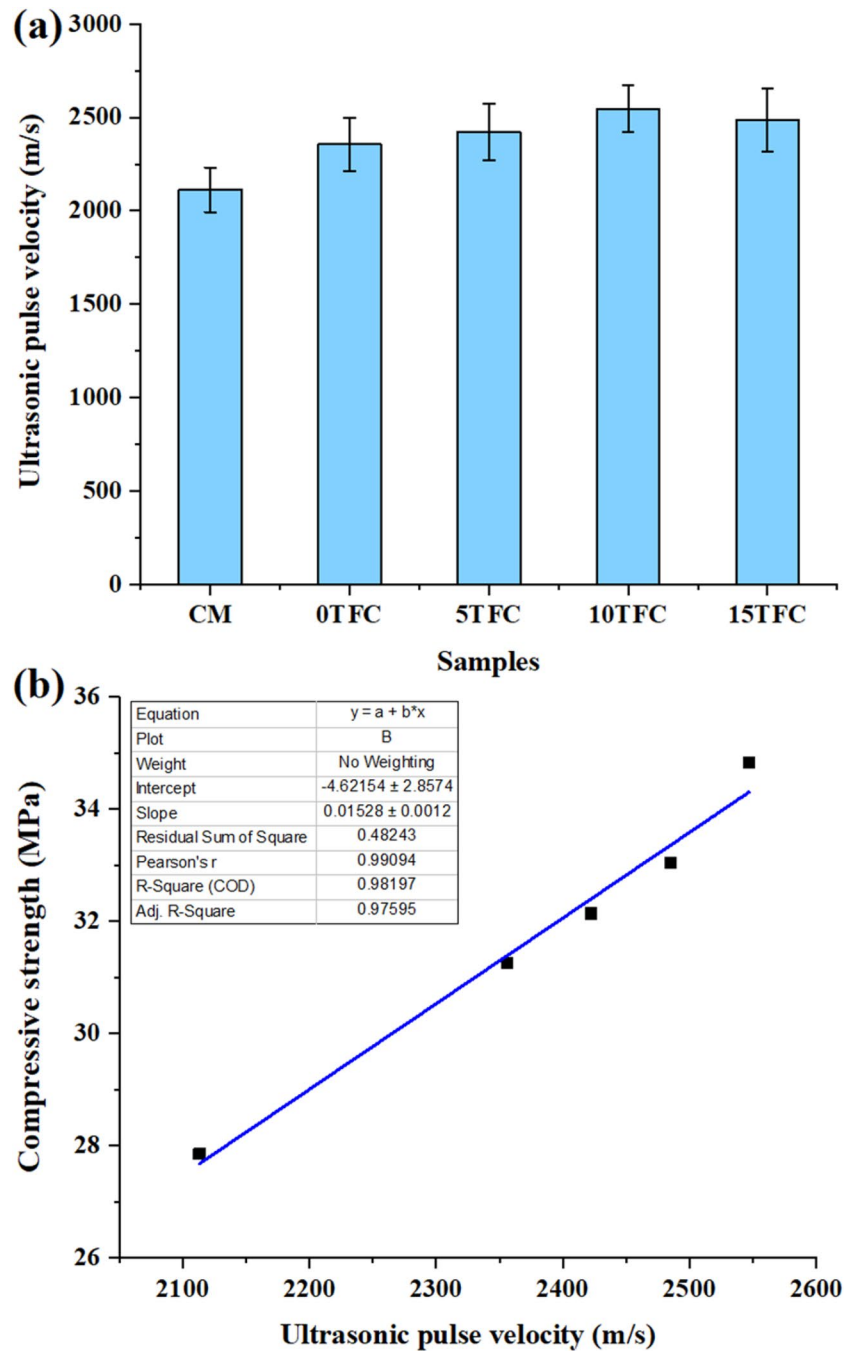 (a)
3000
2500
2000
1500
1000
500
0
Ultrasonic pulse velocity (m/s)
CM 0TFC 5TFC 10TFC 15TFC
Samples
(b)
36
34
32
30
28
26
Compressive strength (MPa)
Equation y = a + b*x
Plot B
Weight No Weighting
Intercept -4.62154 ± 2.8574
Slope 0.01528 ± 0.0012
Residual Sum of Square 0.48243
Pearson's r 0.99094
R-Square (COD) 0.98197
Adj. R-Square 0.97595
2100 2200 2300 2400 2500 2600
Ultrasonic pulse velocity (m/s)